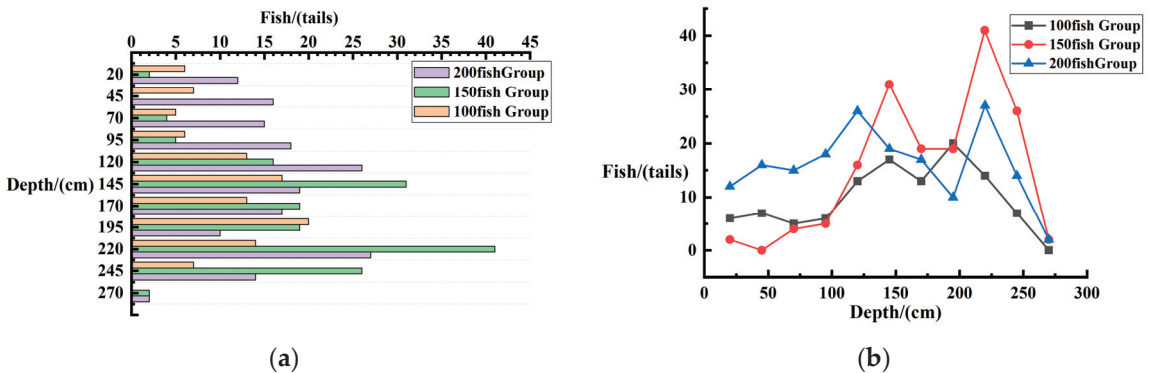 Fish/(tails)
0 5 10 15 20 25 30 35 40 45
200fishGroup
150fish Group
100fish Group
Depth/(cm)
20
45
70
95
120
145
170
195
220
245
270
(a)
100fish Group
150fish Group
200fishGroup
Fish/(tails)
40
30
20
10
0
0 50 100 150 200 250 300
Depth/(cm)
(b)